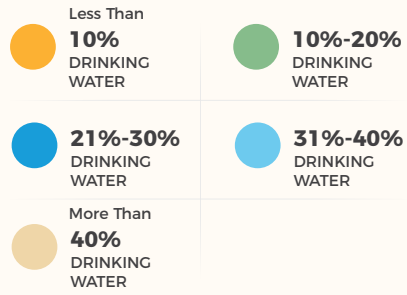 Less Than
10%
DRINKING
WATER
10%-20%
DRINKING
WATER
21%-30%
DRINKING
WATER
31%-40%
DRINKING
WATER
More Than
40%
DRINKING
WATER